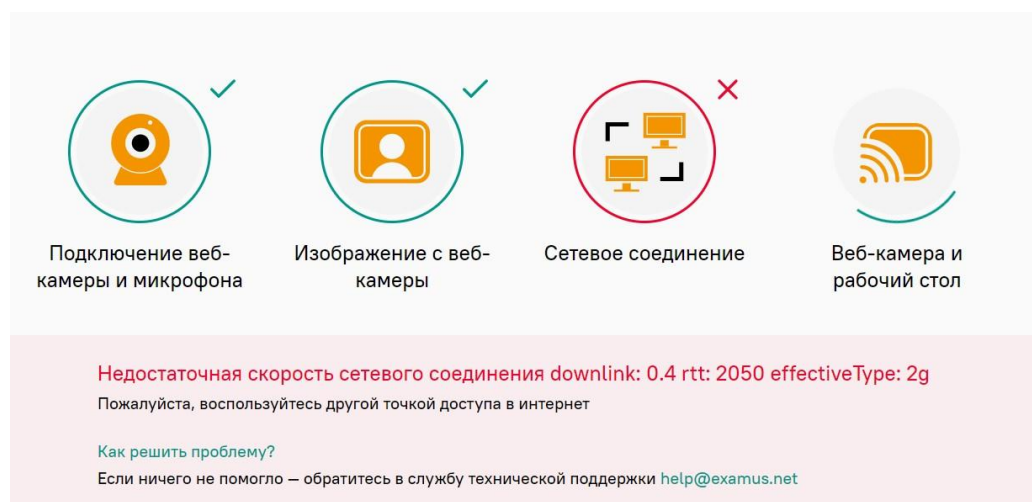 Подключение веб-
камеры и микрофона
Изображение с веб-
камеры
Сетевое соединение
Веб-камера и
рабочий стол
Недостаточная скорость сетевого соединения downlink: 0.4 rtt: 2050 effectiveType: 2g
Пожалуйста, воспользуйтесь другой точкой доступа в интернет
Как решить проблему?
Если ничего не помогло — обратитесь в службу технической поддержки help@examus.net